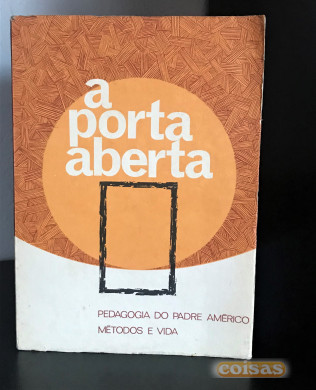 a
porta
aberta
PEDAGOGIA DO PADRE AMÉRICO
MÉTODOS E VIDA
coisas